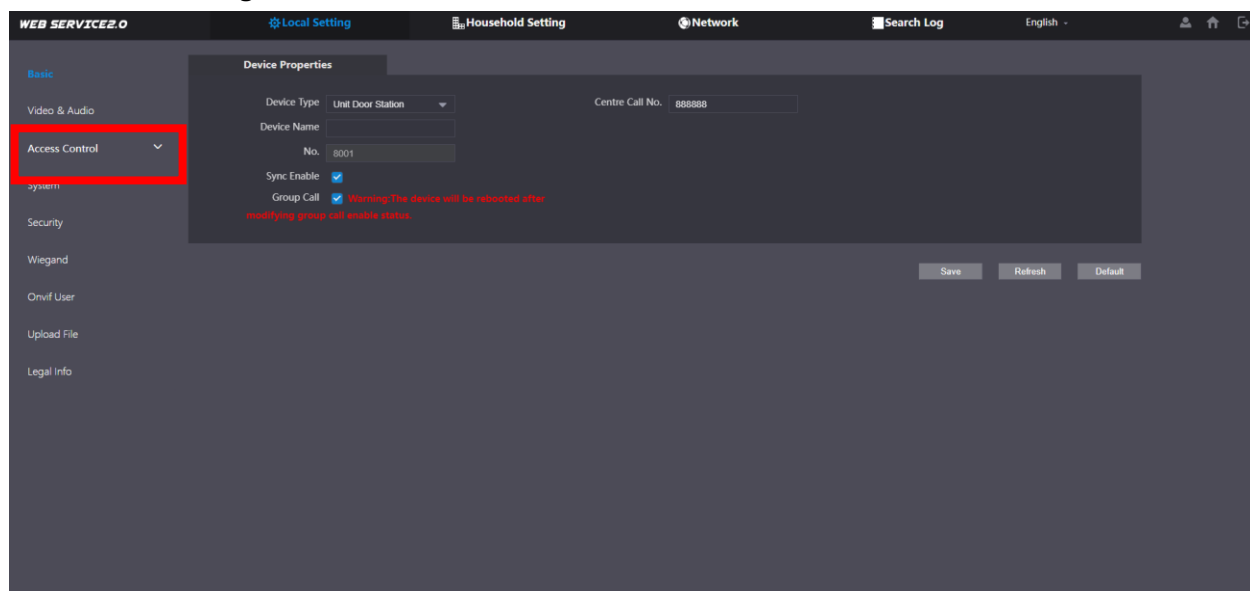 WEB SERVICE2.0 Local Setting Household Setting Network Search Log English
Basic
Video & Audio
Access Control
System
Security
Wiegand
Onvif User
Upload File
Legal Info
Device Properties
Device Type Unit Door Station Centre Call No. 888888
Device Name
No. 8001
Sync Enable
Group Call Warning:The device will be rebooted after
modifying group call enable status.
Save Refresh Default